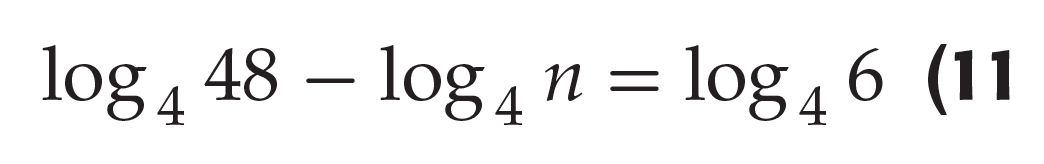 log₄ 48 − log₄ n = log₄ 6 (11